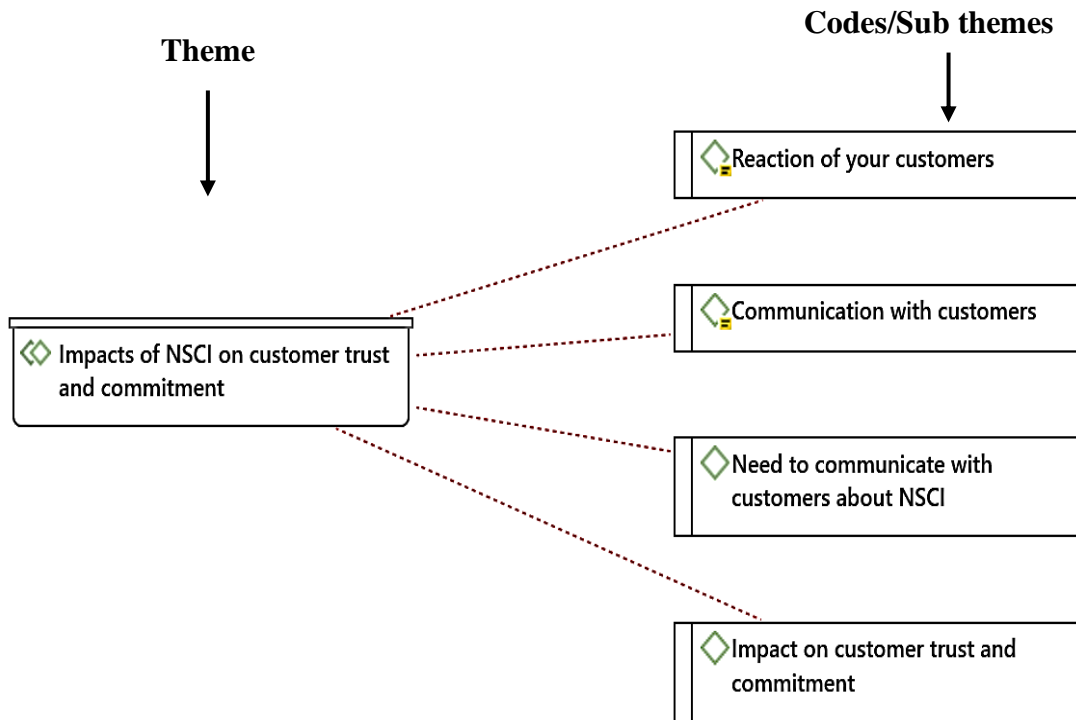 Codes/Sub themes
Theme
Reaction of your customers
Communication with customers
Impacts of NSCI on customer trust
and commitment
Need to communicate with
customers about NSCI
Impact on customer trust and
commitment